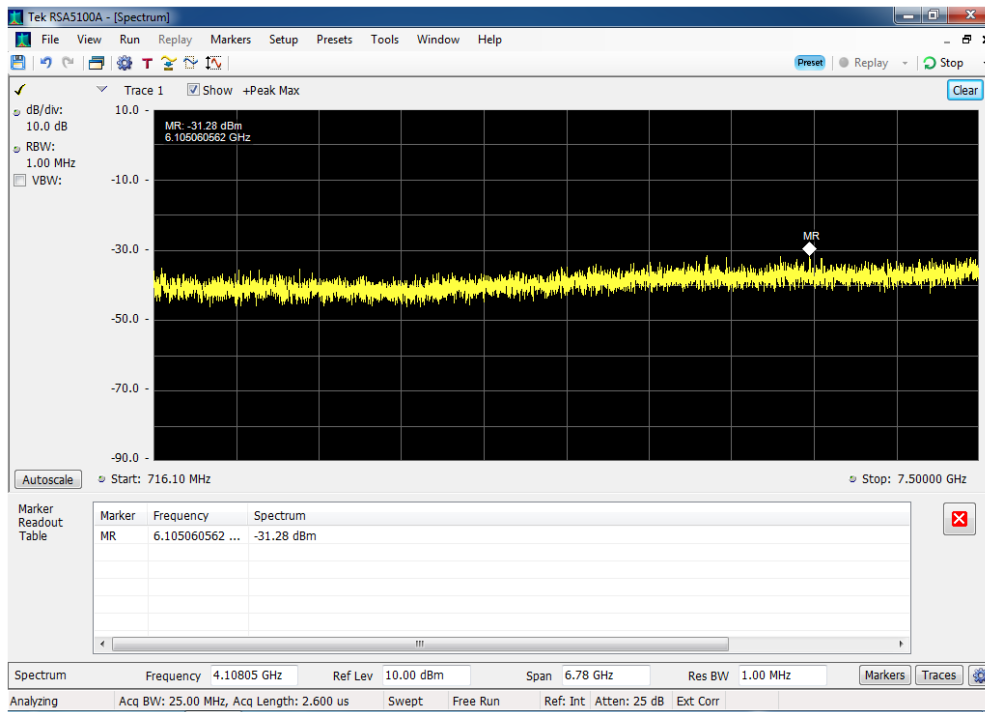 Tek RSA5100A - [Spectrum]
File View Run Replay Markers Setup Presets Tools Window Help
T Preset Replay Stop
Trace 1 Show +Peak Max Clear
dB/div:
10.0 dB
RBW:
1.00 MHz
VBW:
10.0 -
MR: -31.28 dBm
6.105060562 GHz
-10.0 -
MR
-30.0 -
-50.0 -
-70.0 -
-90.0 -
Autoscale Start: 716.10 MHz Stop: 7.50000 GHz
Marker
Readout
Table
Marker Frequency Spectrum
MR 6.105060562 ... -31.28 dBm
Spectrum Frequency 4.10805 GHz Ref Lev 10.00 dBm Span 6.78 GHz Res BW 1.00 MHz Markers Traces
Analyzing Acq BW: 25.00 MHz, Acq Length: 2.600 us Swept Free Run Ref: Int Atten: 25 dB Ext Corr